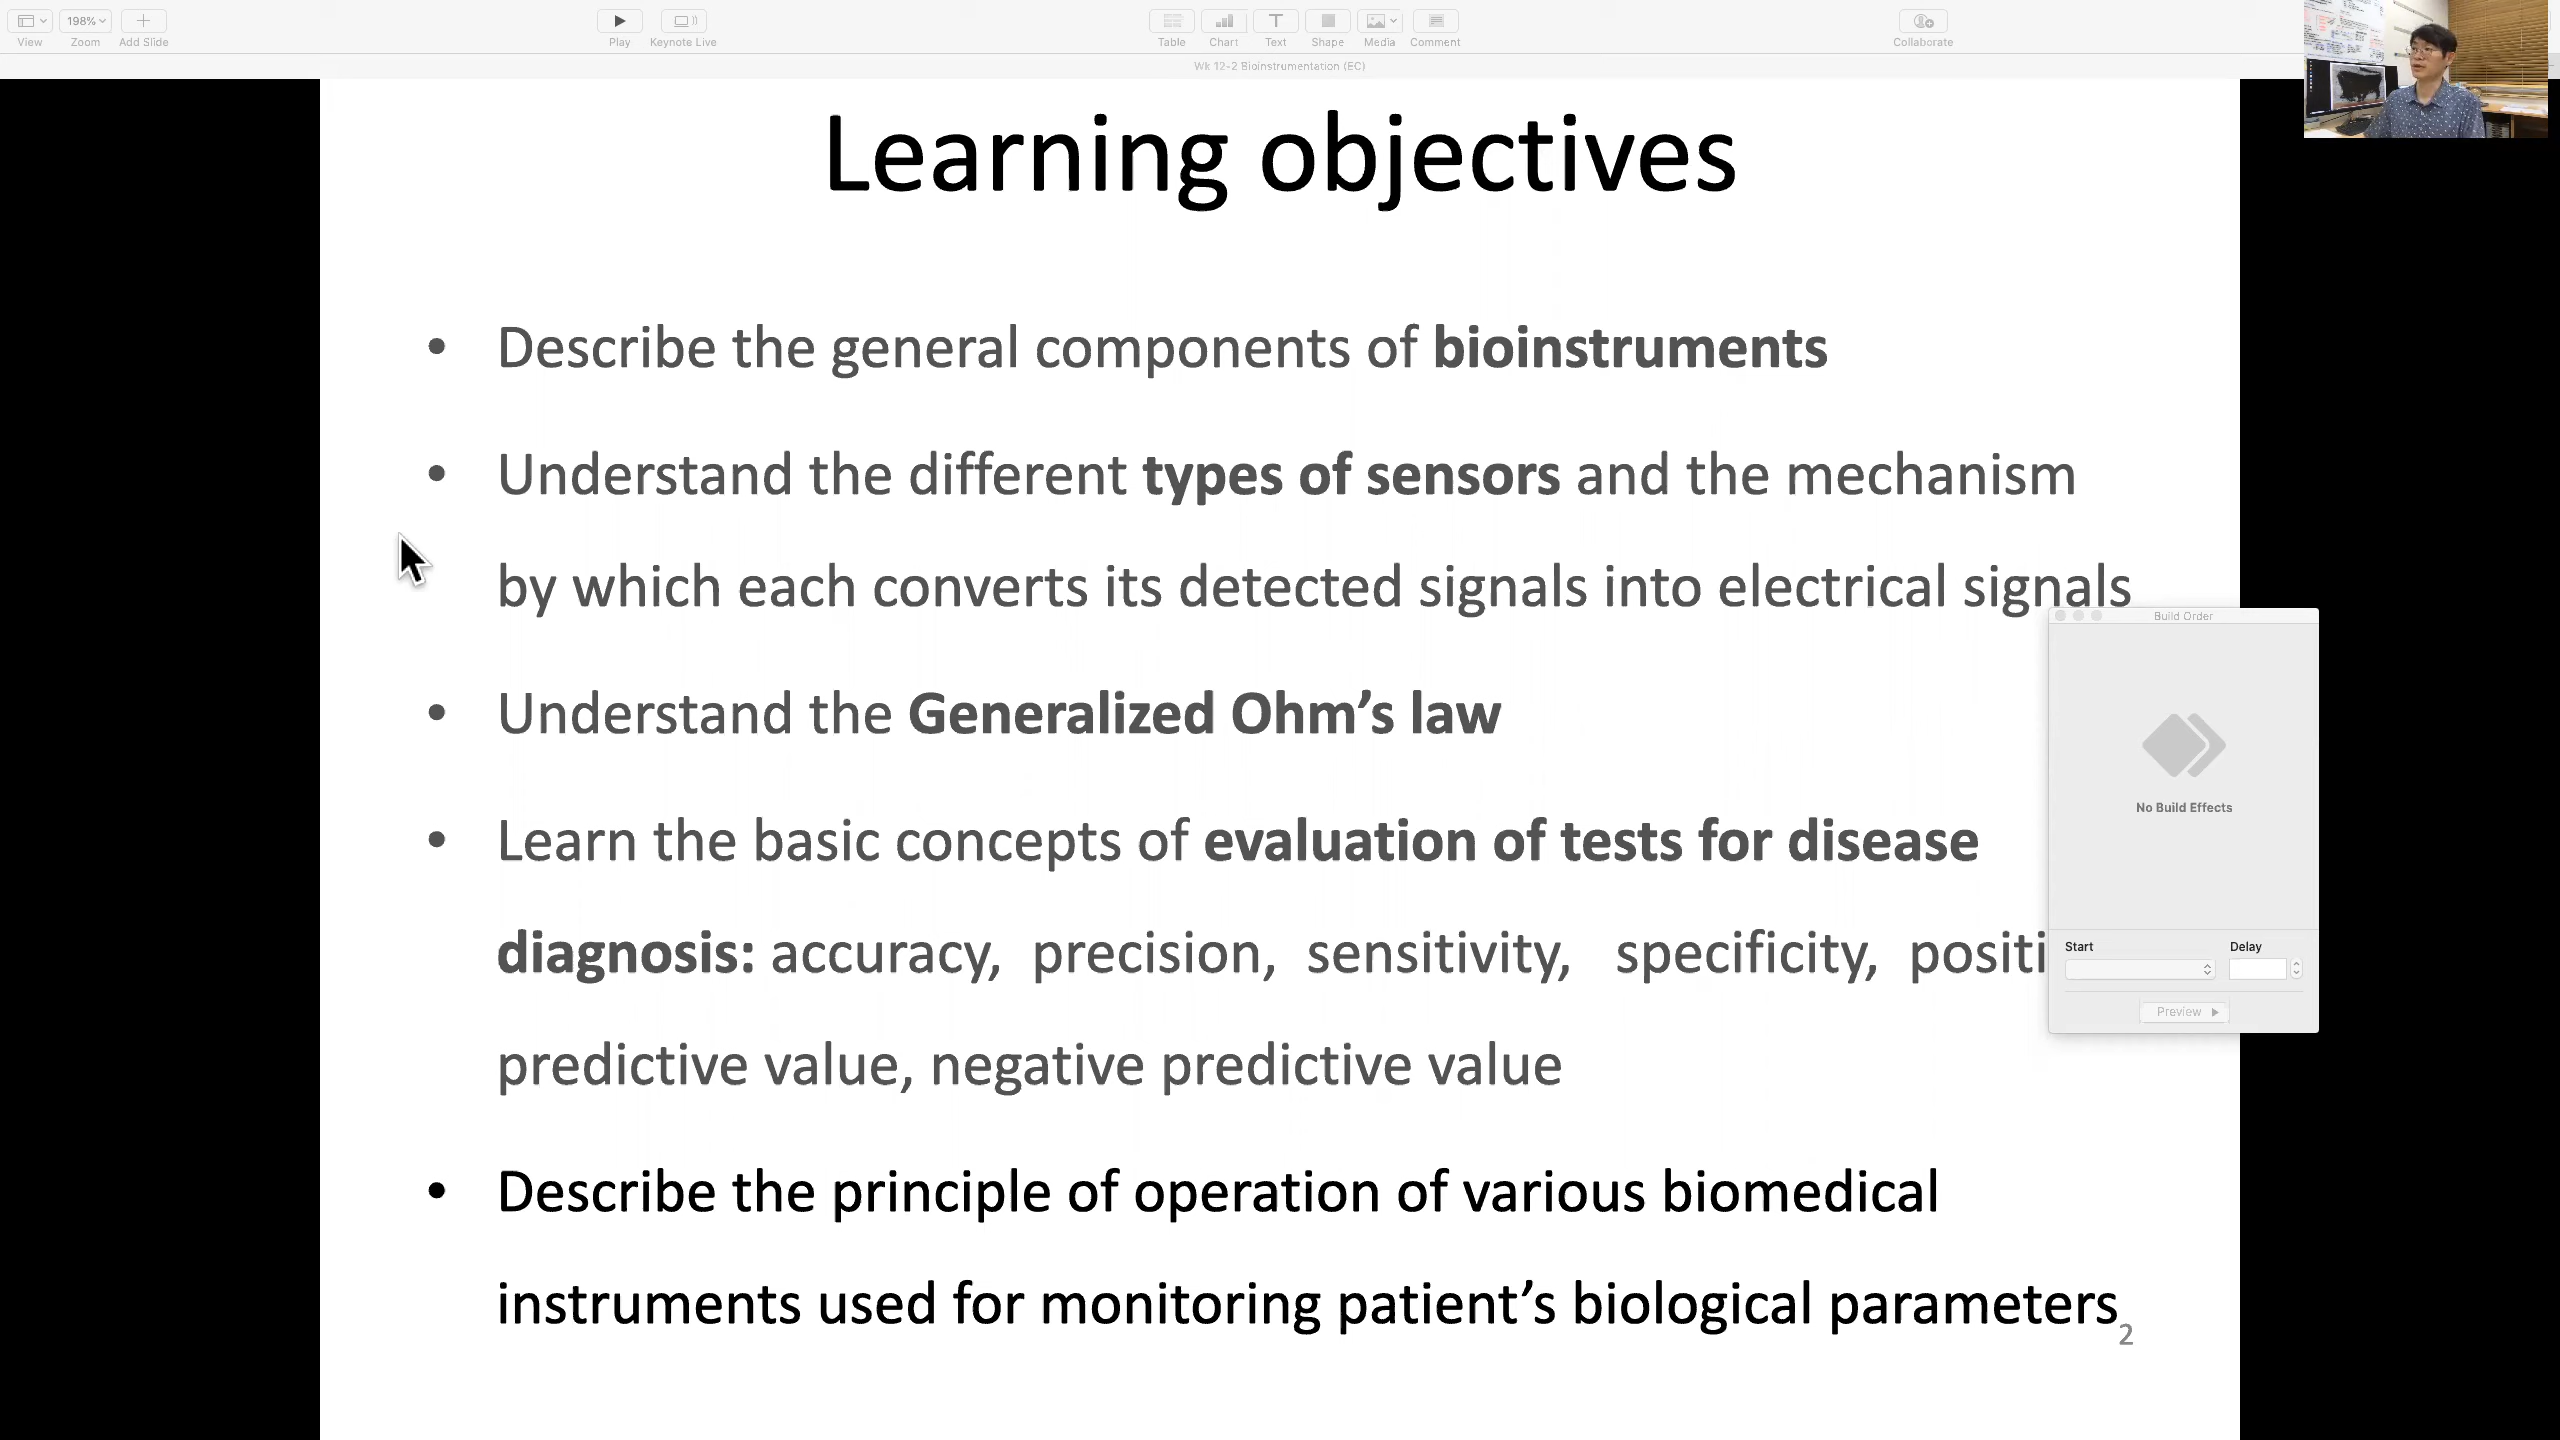 198%
View
Zoom
Add Slide
Play
Keynote Live
Table
Chart
Text
Shape
Media
Comment
Collaborate
Wk 12-2 Bioinstrumentation (EC)
Learning objectives
• Describe the general components of bioinstruments
• Understand the different types of sensors and the mechanism
by which each converts its detected signals into electrical signals
• Understand the Generalized Ohm’s law
• Learn the basic concepts of evaluation of tests for disease
diagnosis: accuracy, precision, sensitivity, specificity, positi
predictive value, negative predictive value
• Describe the principle of operation of various biomedical
instruments used for monitoring patient’s biological parameters
2
Build Order
No Build Effects
Start
Delay
Preview